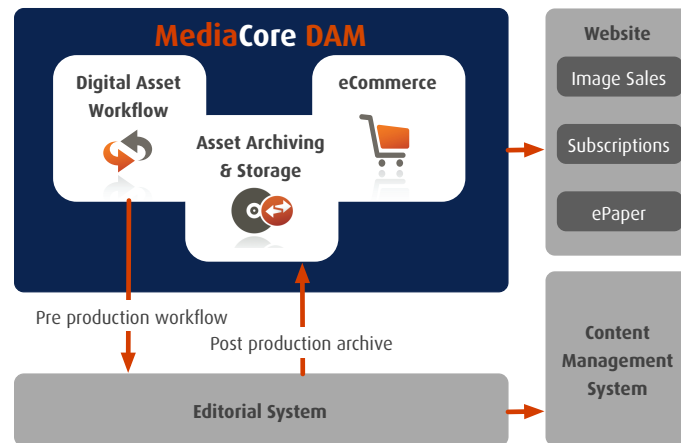 MediaCore DAM
Digital Asset
Workflow
Asset Archiving
& Storage
eCommerce
Website
Image Sales
Subscriptions
ePaper
Pre production workflow
Post production archive
Editorial System
Content
Management
System